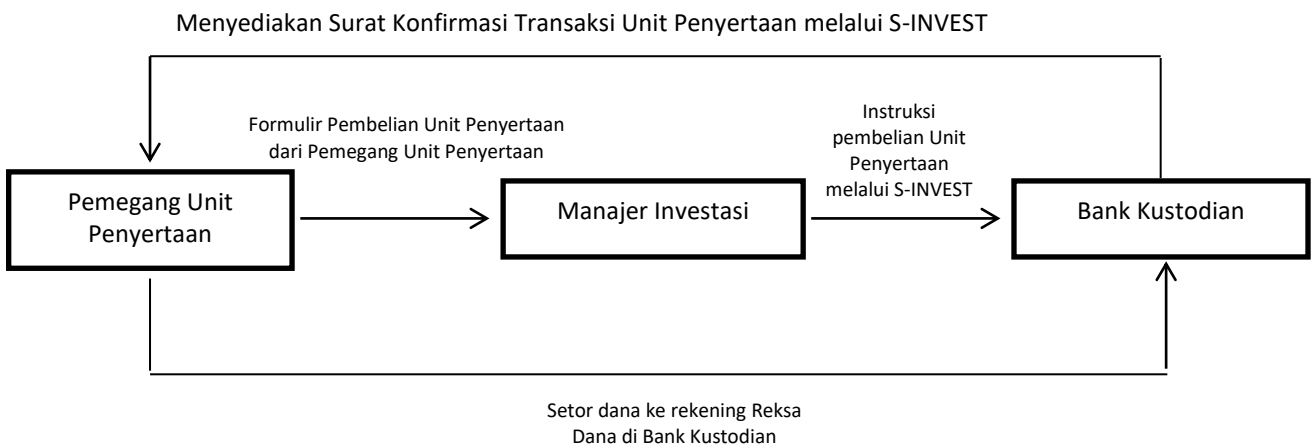 Menyediakan Surat Konfirmasi Transaksi Unit Penyertaan melalui S-INVEST
Formulir Pembelian Unit Penyertaan
dari Pemegang Unit Penyertaan
Instruksi
pembelian Unit
Penyertaan
melalui S-INVEST
Pemegang Unit
Penyertaan
Manajer Investasi
Bank Kustodian
Setor dana ke rekening Reksa
Dana di Bank Kustodian